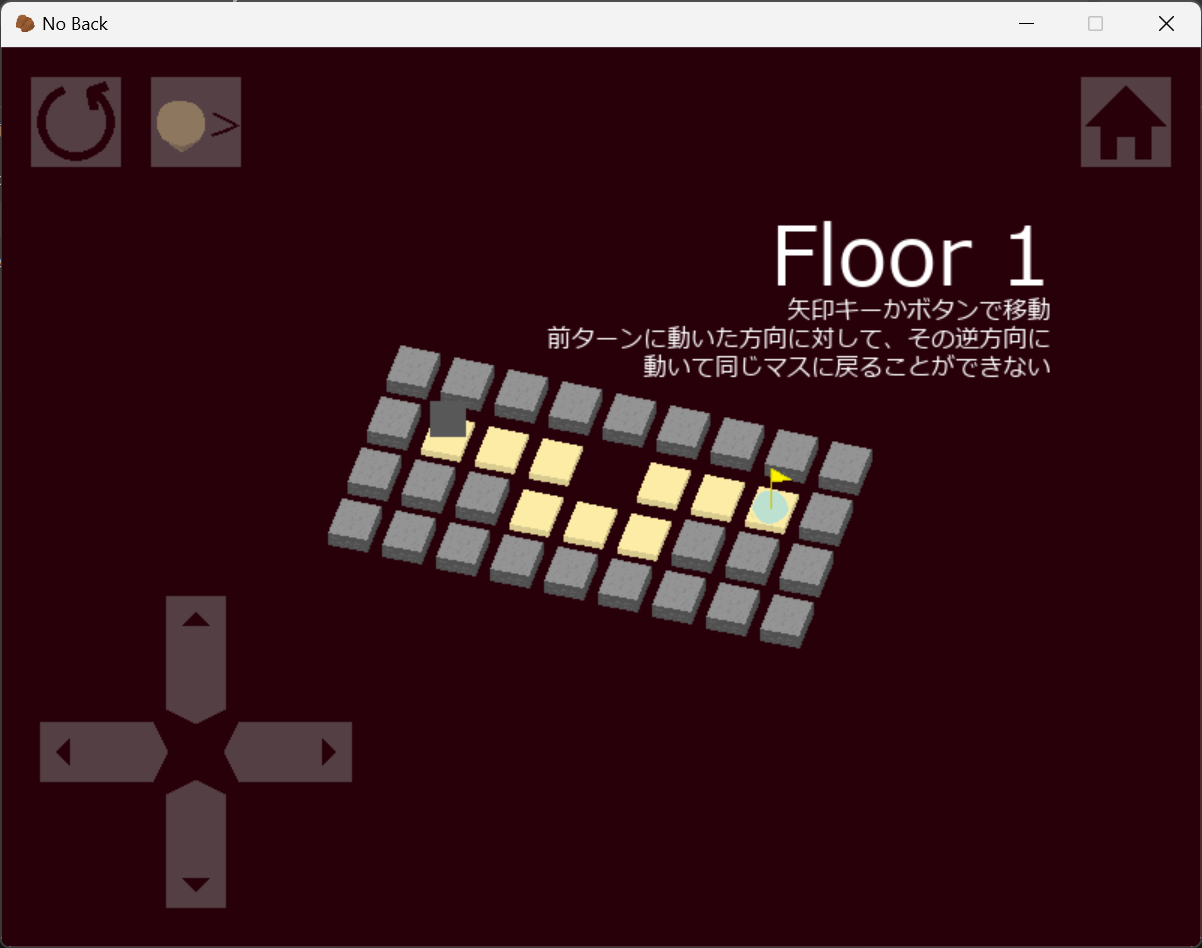 No Back
>
Floor 1
矢印キーかボタンで移動
前ターンに動いた方向に対して、その逆方向に
動いて同じマスに戻ることができない